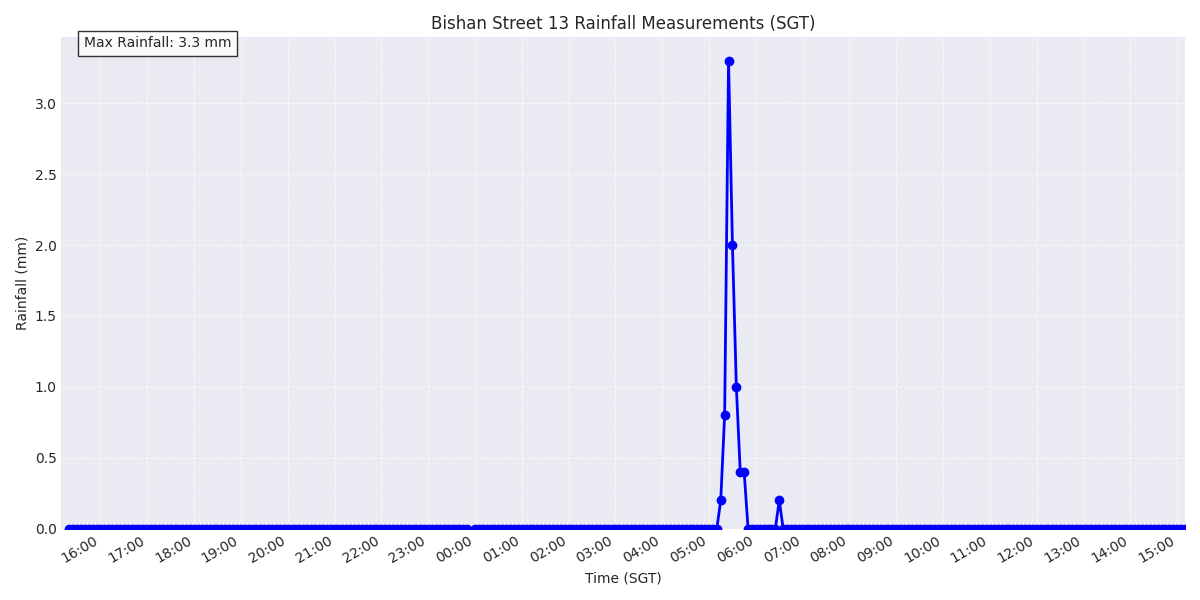 Bishan Street 13 Rainfall Measurements (SGT)
Max Rainfall: 3.3 mm
3.0
2.5
2.0
1.5
1.0
0.5
0.0
Rainfall (mm)
16:00 17:00 18:00 19:00 20:00 21:00 22:00 23:00 00:00 01:00 02:00 03:00 04:00 05:00 06:00 07:00 08:00 09:00 10:00 11:00 12:00 13:00 14:00 15:00
Time (SGT)